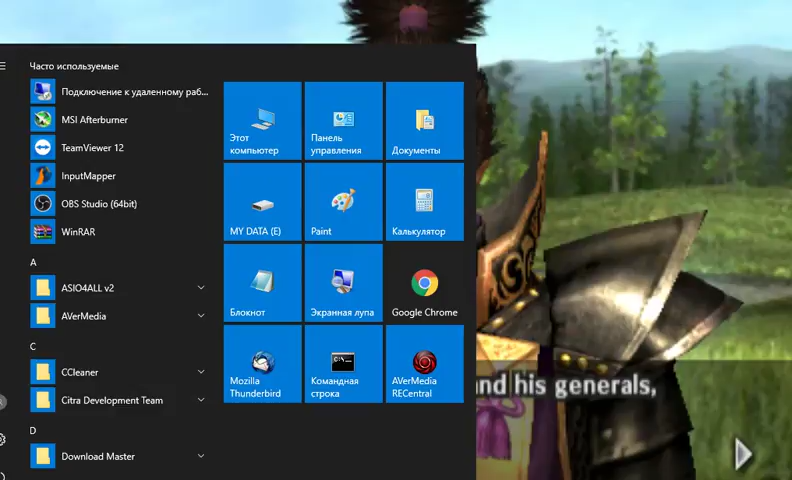 Часто используемые
Подключение к удаленному раб...
MSI Afterburner
TeamViewer 12
InputMapper
OBS Studio (64bit)
WinRAR
A
ASIO4ALL v2
AVerMedia
C
CCleaner
Citra Development Team
D
Download Master
Этот
компьютер
Панель
управления
Документы
MY DATA (E)
Paint
Калькулятор
Блокнот
Экранная лупа
Google Chrome
Mozilla
Thunderbird
Командная
строка
AVerMedia
RECentral
and his generals,